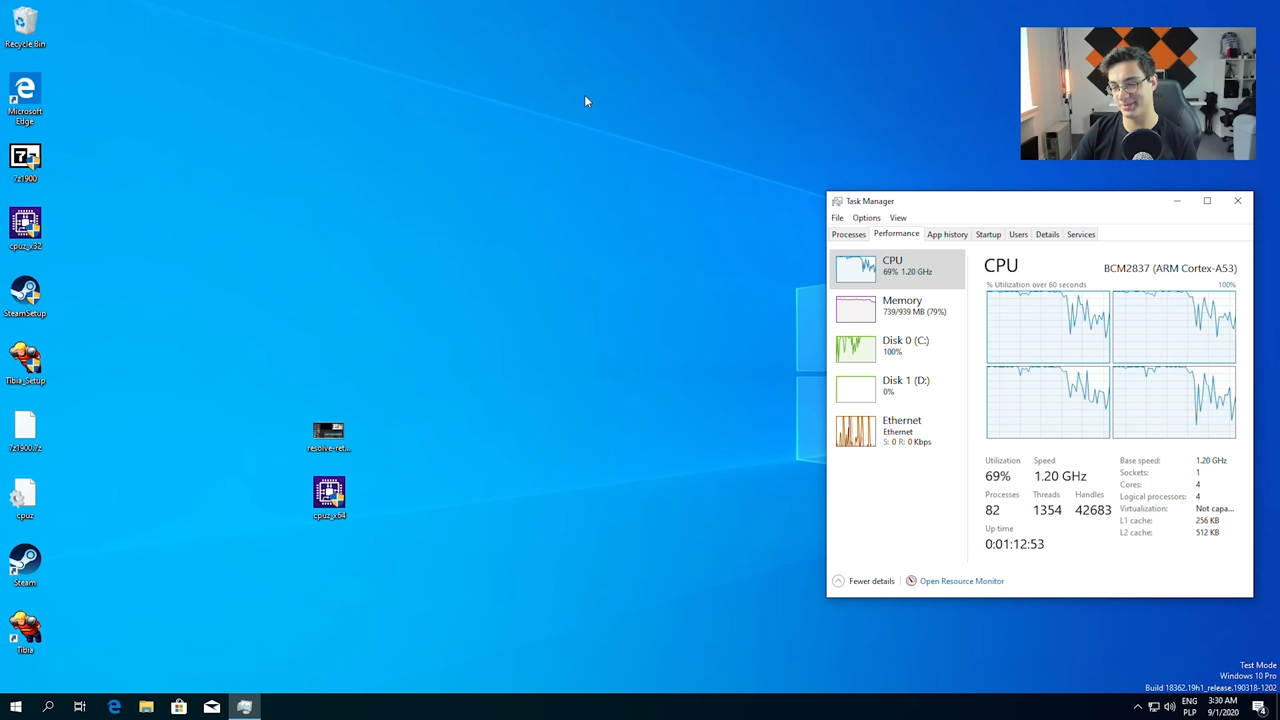 Recycle Bin
Microsoft
Edge
7z1900
cpuz_x32
SteamSetup
Tibia_Setup
cpuz
Steam
Tibia
resolve-ret...
cpuz_x64
Task Manager
File Options View
Processes Performance App history Startup Users Details Services
CPU
69% 1.20 GHz
Memory
739/939 MB (79%)
Disk 0 (C:)
100%
Disk 1 (D:)
0%
Ethernet
Ethernet
S: 0 R: 0 Kbps
CPU BCM2837 (ARM Cortex-A53)
% Utilization over 60 seconds 100%
Utilization Speed
69% 1.20 GHz
Processes Threads Handles
82 1354 42683
Up time
0:01:12:53
Base speed: 1.20 GHz
Sockets: 1
Cores: 4
Logical processors: 4
Virtualization: Not capa...
L1 cache: 256 KB
L2 cache: 512 KB
Fewer details Open Resource Monitor
Test Mode
Windows 10 Pro
Build 18362.19h1_release.190318-1202
ENG 3:30 AM
PLP 9/1/2020
4